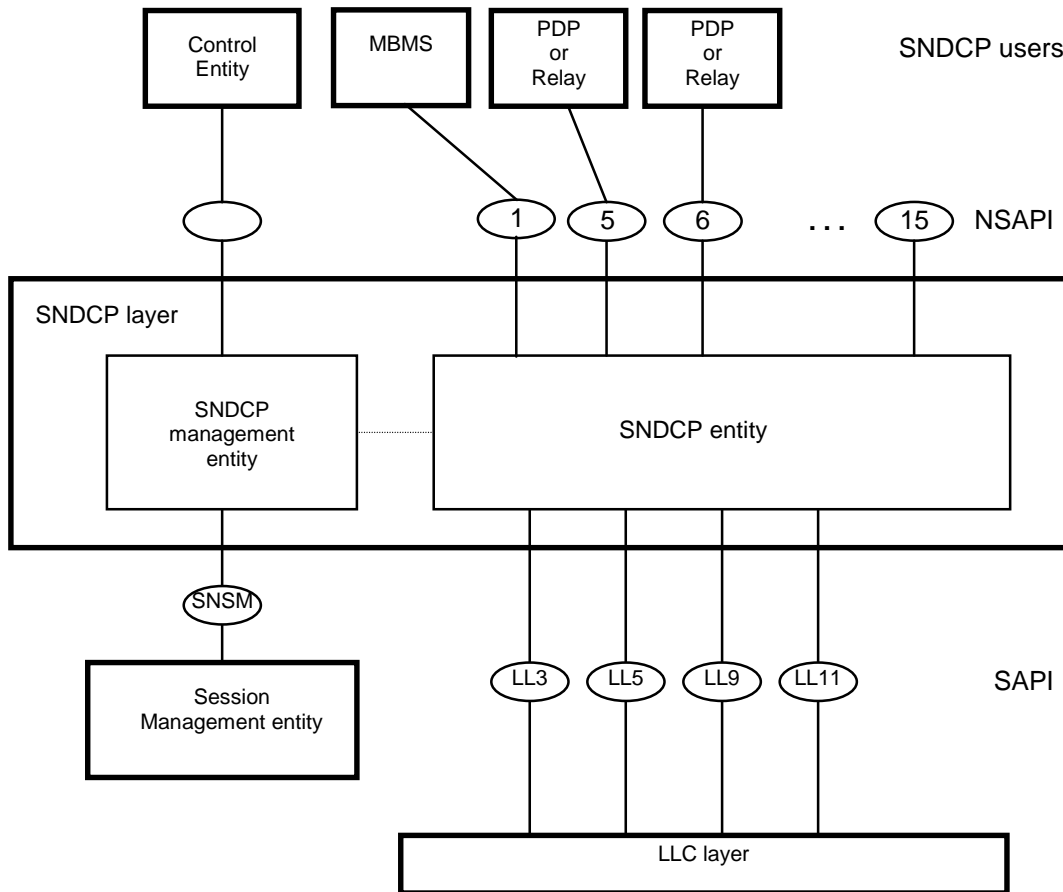 Control
Entity
MBMS
PDP
or
Relay
PDP
or
Relay
SNDCP users
1
5
6
...
15
NSAPI
SNDCP layer
SNDCP
management
entity
SNDCP entity
SNSM
LL3
LL5
LL9
LL11
SAPI
Session
Management entity
LLC layer